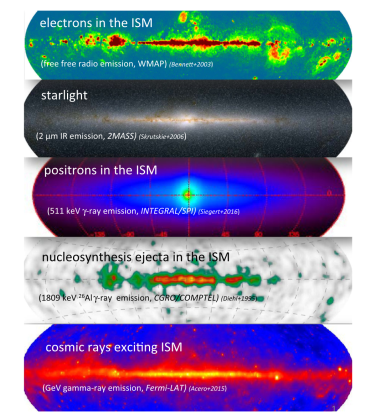 electrons in the ISM
(free free radio emission, WMAP) (Bennett+2003)
starlight
(2 μm IR emission, 2MASS) (Skrutskie+2006)
positrons in the ISM
(511 keV γ-ray emission, INTEGRAL/SPI) (Siegert+2016)
nucleosynthesis ejecta in the ISM
(1809 keV ²⁶Al γ-ray emission, CGRO/COMPTEL) (Diehl+1995)
cosmic rays exciting ISM
(GeV gamma-ray emission, Fermi-LAT) (Acero+2015)